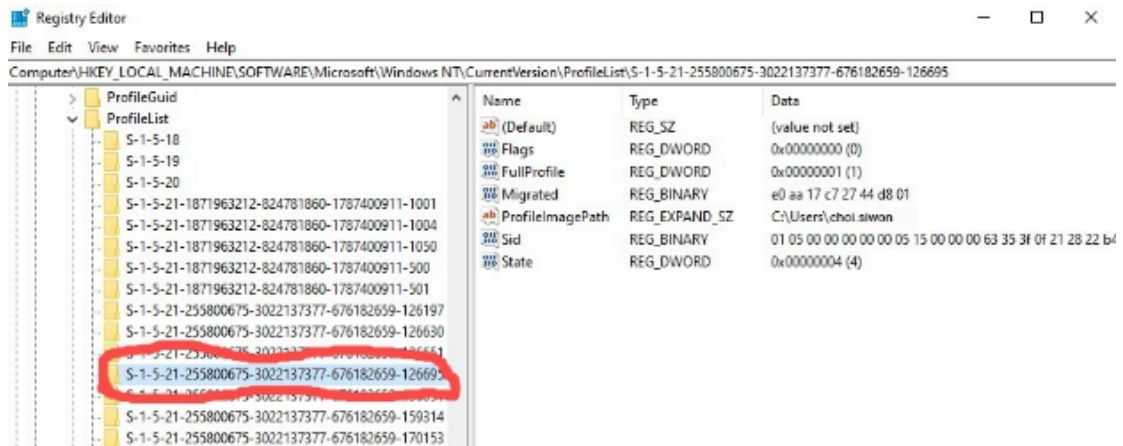 Registry Editor
File Edit View Favorites Help
Computer\HKEY_LOCAL_MACHINE\SOFTWARE\Microsoft\Windows NT\CurrentVersion\ProfileList\S-1-5-21-255800675-3022137377-676182659-126695
ProfileGuid
ProfileList
S-1-5-18
S-1-5-19
S-1-5-20
S-1-5-21-1871963212-824781860-1787400911-1001
S-1-5-21-1871963212-824781860-1787400911-1004
S-1-5-21-1871963212-824781860-1787400911-1050
S-1-5-21-1871963212-824781860-1787400911-500
S-1-5-21-1871963212-824781860-1787400911-501
S-1-5-21-255800675-3022137377-676182659-126197
S-1-5-21-255800675-3022137377-676182659-126630
S-1-5-21-255800675-3022137377-676182659-126695
S-1-5-21-255800675-3022137377-676182659-159314
S-1-5-21-255800675-3022137377-676182659-170153
Name Type Data
(Default) REG_SZ (value not set)
Flags REG_DWORD 0x00000000 (0)
FullProfile REG_DWORD 0x00000001 (1)
Migrated REG_BINARY e0 aa 17 c7 27 44 d8 01
ProfileImagePath REG_EXPAND_SZ C:\Users\choi.siwon
Sid REG_BINARY 01 05 00 00 00 00 00 05 15 00 00 00 63 35 3f 0f 21 28 22 b4
State REG_DWORD 0x00000004 (4)